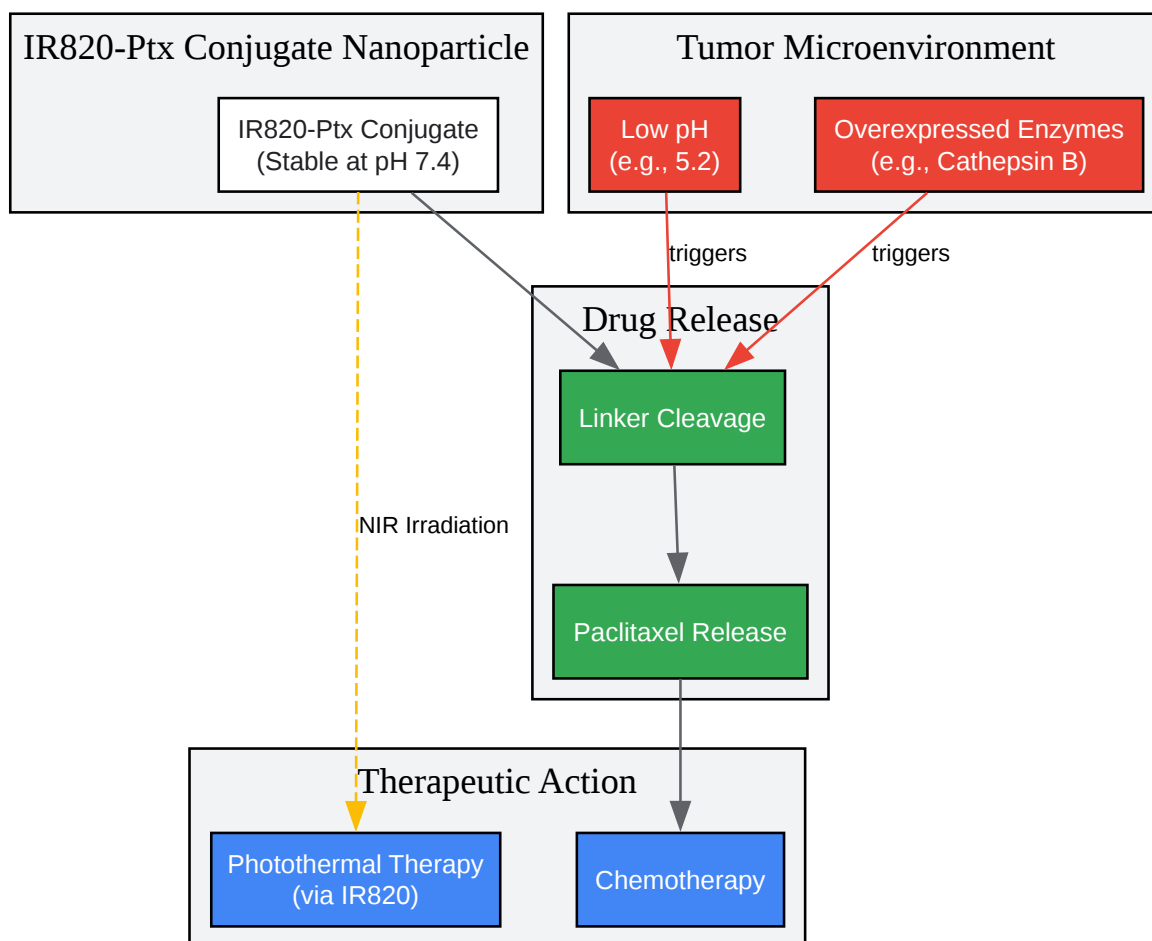 IR820-Ptx Conjugate Nanoparticle
Tumor Microenvironment
IR820-Ptx Conjugate
(Stable at pH 7.4)
Low pH
(e.g., 5.2)
Overexpressed Enzymes
(e.g., Cathepsin B)
triggers
triggers
Drug Release
Linker Cleavage
NIR Irradiation
Paclitaxel Release
Therapeutic Action
Photothermal Therapy
(via IR820)
Chemotherapy